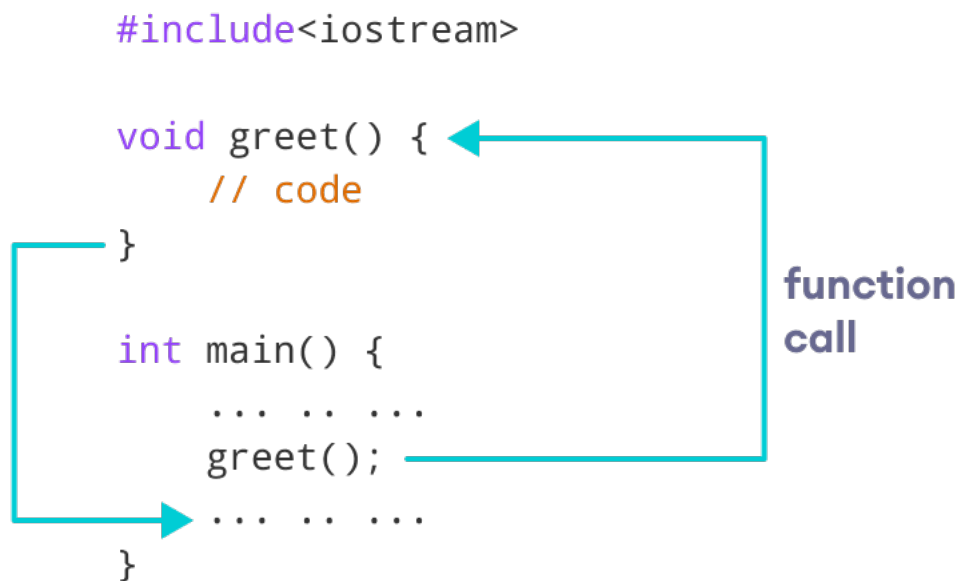 #include<iostream>
void greet() {
// code
}
function
call
int main() {
... .. ...
greet();
... .. ...
}